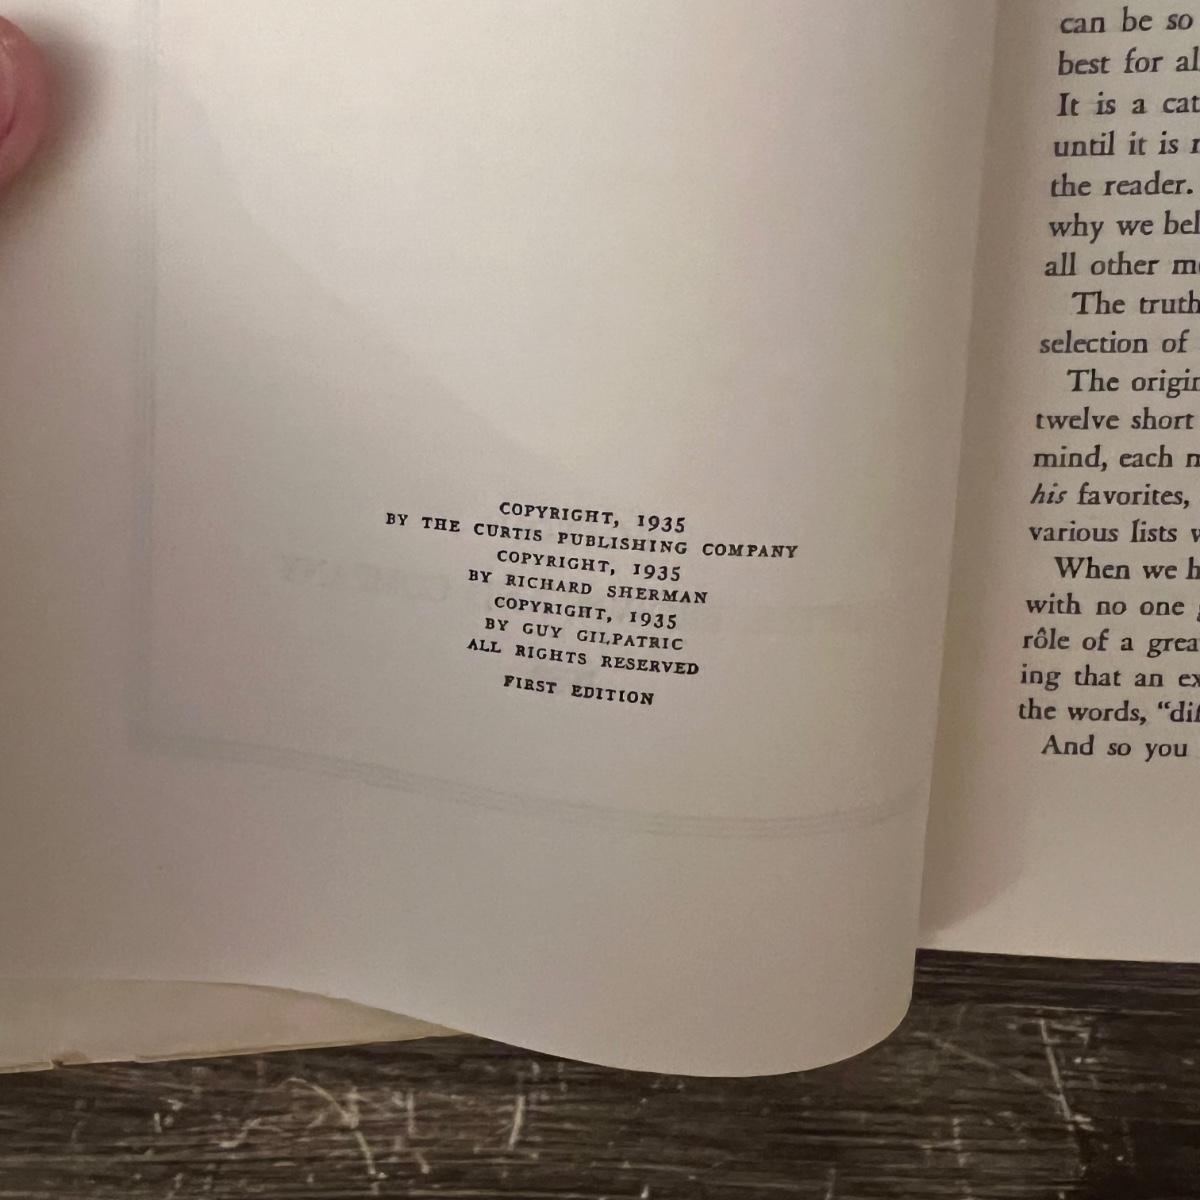 COPYRIGHT, 1935
BY THE CURTIS PUBLISHING COMPANY
COPYRIGHT, 1935
BY RICHARD SHERMAN
COPYRIGHT, 1935
BY GUY GILPATRIC
ALL RIGHTS RESERVED
FIRST EDITION
can be so
best for al
It is a cat
until it is
the reader.
why we bel
all other m
The truth
selection of
The origin
twelve short
mind, each
his favorites,
various lists
When we h
with no one
rôle of a grea
ing that an ex
the words, “dif
And so you